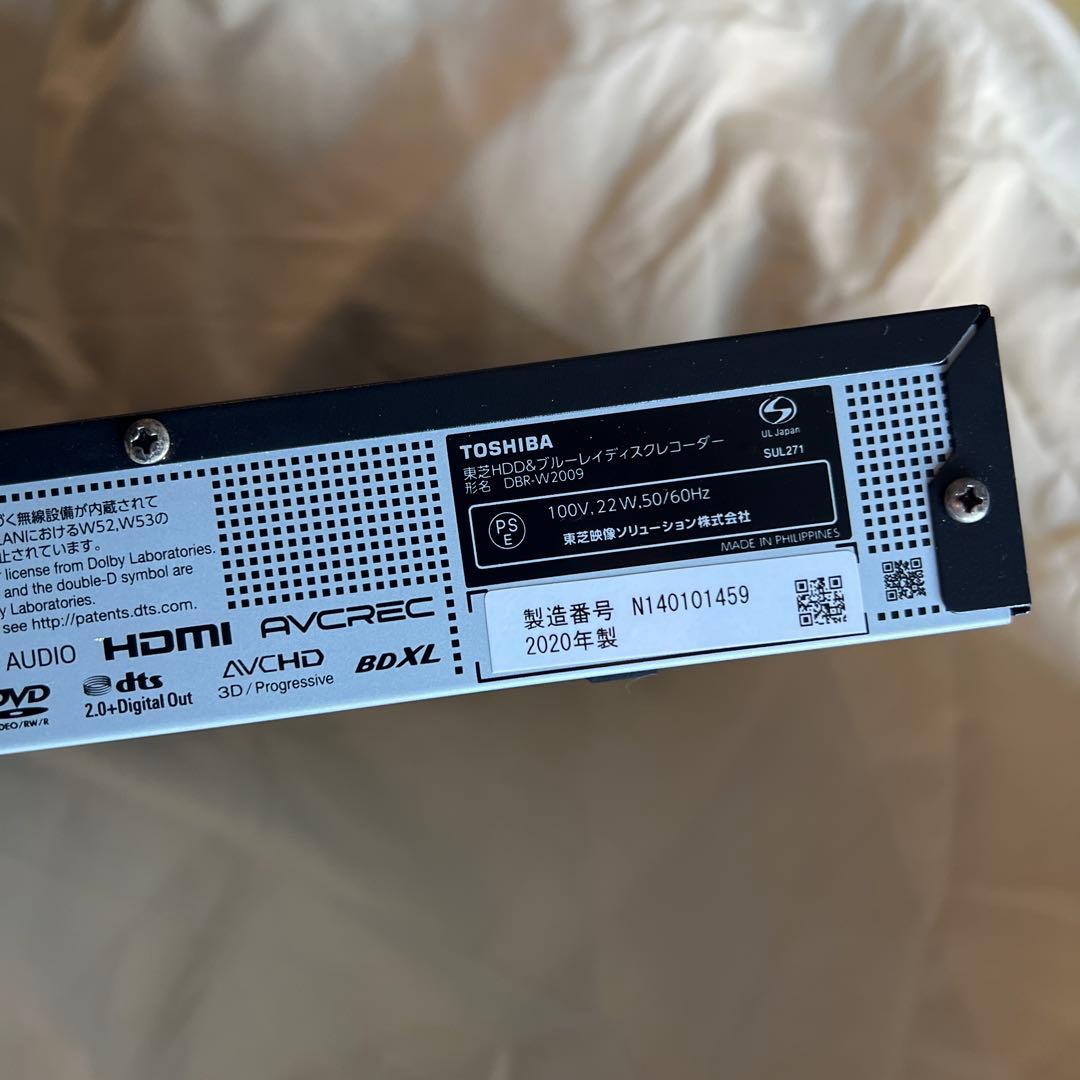 づく無線設備が内蔵されて
LANにおけるW52,W53の
止されています。
license from Dolby Laboratories.
and the double-D symbol are
Laboratories.
see http://patents.dts.com.
AUDIO
HDMI
AVCREC
DVD
/RW/R
dts
2.0+Digital Out
AVCHD
3D / Progressive
BDXL
TOSHIBA
東芝HDD&ブルーレイディスクレコーダー
形名 DBR-W2009
UL Japan
SUL271
PS
E
100V, 22W, 50/60Hz
東芝映像ソリューション株式会社
MADE IN PHILIPPINES
製造番号 N140101459
2020年製